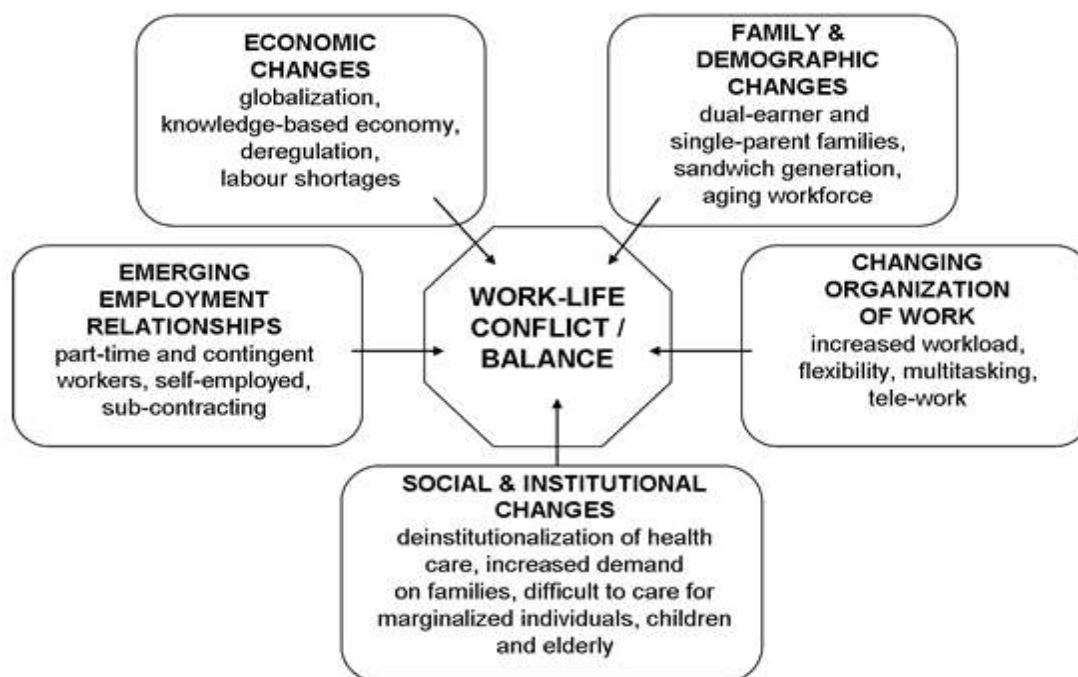 ECONOMIC
CHANGES
globalization,
knowledge-based economy,
deregulation,
labour shortages
FAMILY &
DEMOGRAPHIC
CHANGES
dual-earner and
single-parent families,
sandwich generation,
aging workforce
EMERGING
EMPLOYMENT
RELATIONSHIPS
part-time and contingent
workers, self-employed,
sub-contracting
WORK-LIFE
CONFLICT /
BALANCE
CHANGING
ORGANIZATION
OF WORK
increased workload,
flexibility, multitasking,
tele-work
SOCIAL & INSTITUTIONAL
CHANGES
deinstitutionalization of health
care, increased demand
on families, difficult to care for
marginalized individuals, children
and elderly